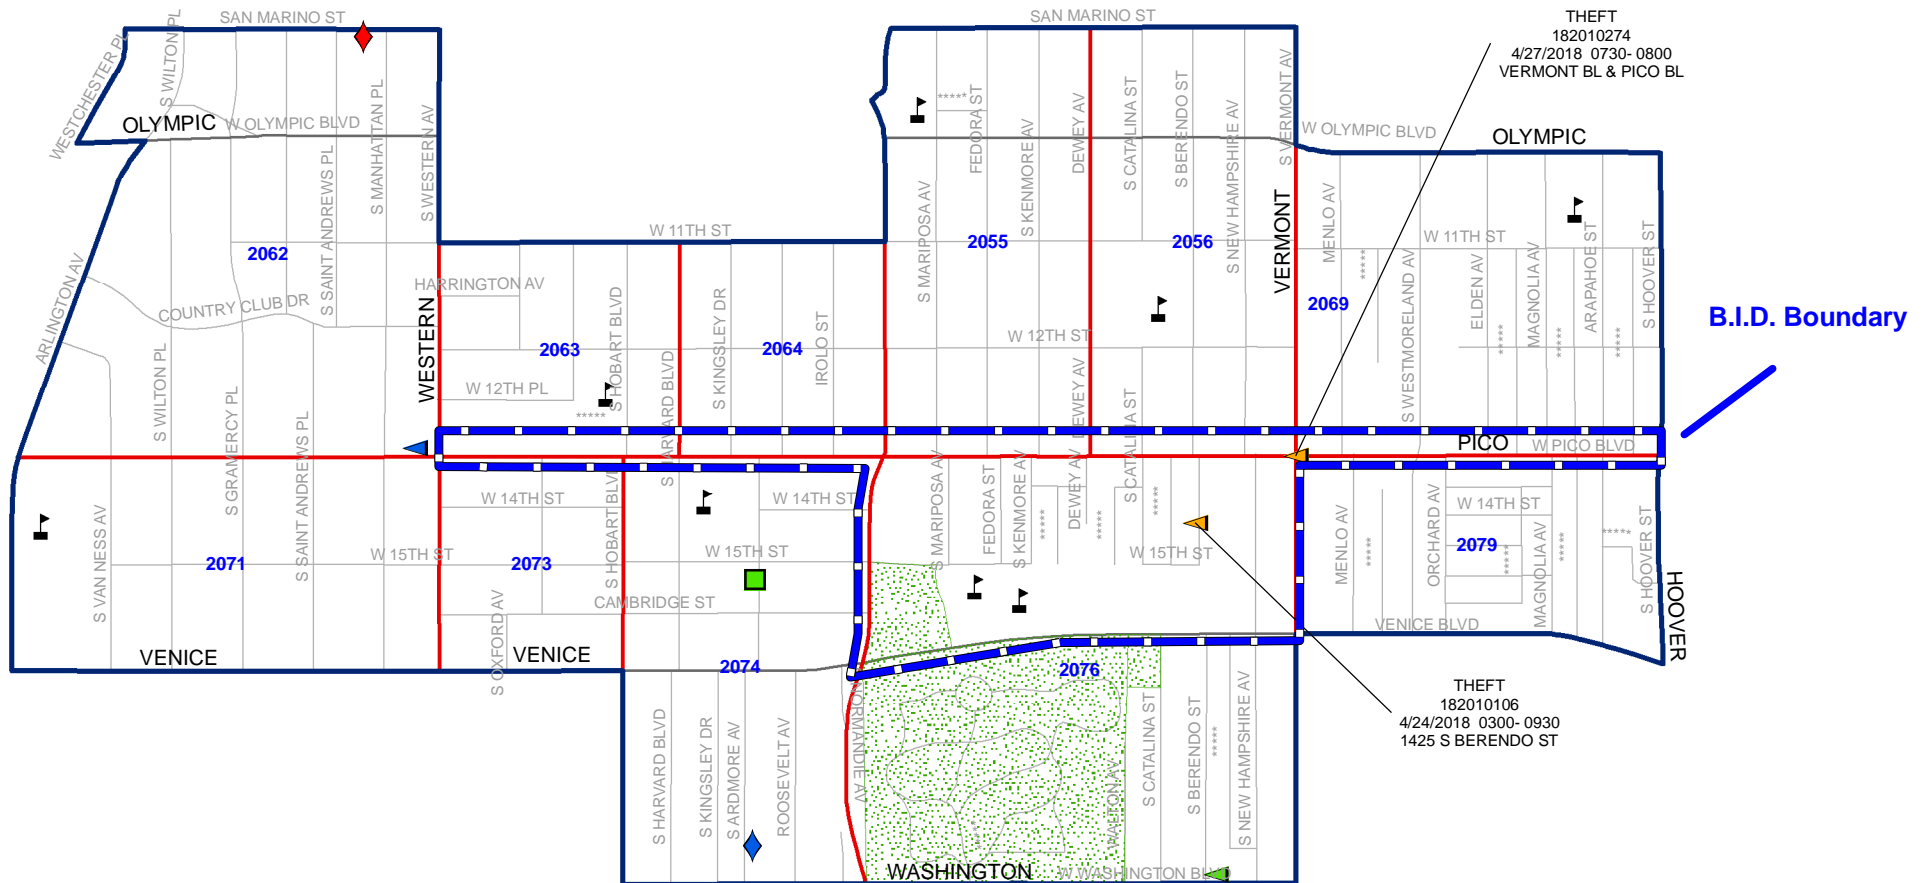 SAN MARINO ST
SAN MARINO ST
THEFT
182010274
4/27/2018 0730- 0800
VERMONT BL & PICO BL
WESTCHESTER PL
S WILTON PL
OLYMPIC
W OLYMPIC BLVD
S SAINT ANDREWS PL
S MANHATTAN PL
S WESTERN AV
*****
FEDORA ST
S KENMORE AV
DEWEY AV
S CATALINA ST
S BERENDO ST
S NEW HAMPSHIRE AV
S VERMONT AV
W OLYMPIC BLVD
OLYMPIC
S MARIPOSA AV
VERMONT
MENLO AV
W 11TH ST
2055
2056
W 11TH ST
2062
*****
S WESTMORELAND AV
ELDEN AV
MAGNOLIA AV
ARAPAHOE ST
S HOOVER ST
ARLINGTON AV
COUNTRY CLUB DR
HARRINGTON AV
WESTERN
2069
B.I.D. Boundary
2063
S HOBART BLVD
S HARVARD BLVD
S KINGSLEY DR
2064
IROLO ST
W 12TH ST
*****
*****
*****
W 12TH PL
*****
S WILTON PL
S GRAMERCY PL
S SAINT ANDREWS PL
DEWEY AV
S CATALINA ST
PICO
W PICO BLVD
S VAN NESS AV
W 14TH ST
S HOBART BLVD
W 14TH ST
S MARIPOSA AV
FEDORA ST
S KENMORE AV
*****
DEWEY AV
*****
*****
W 14TH ST
ORCHARD AV
MENLO AV
*****
2079
*****
MAGNOLIA AV
*****
*****
S HOOVER ST
2071
W 15TH ST
2073
W 15TH ST
W 15TH ST
HOOVER
CAMBRIDGE ST
S OXFORD AV
VENICE BLVD
VENICE
VENICE
2074
2076
THEFT
182010106
4/24/2018 0300- 0930
1425 S BERENDO ST
S HARVARD BLVD
S KINGSLEY DR
S ARDMORE AV
ROOSEVELT AV
NORMANDIE AV
*****
WALTON AV
S CATALINA ST
S BERENDO ST
*****
S NEW HAMPSHIRE AV
WASHINGTON
W WASHINGTON BLVD